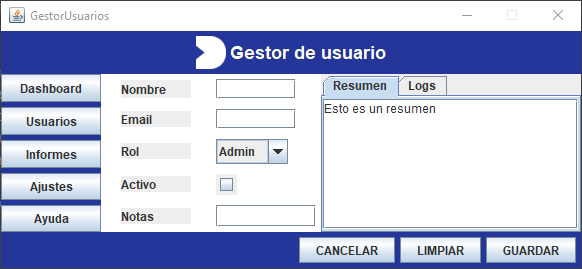 GestorUsuarios
Gestor de usuario
Dashboard
Usuarios
Informes
Ajustes
Ayuda
Nombre
Email
Rol
Admin
Activo
Notas
Resumen
Logs
Esto es un resumen
CANCELAR
LIMPIAR
GUARDAR